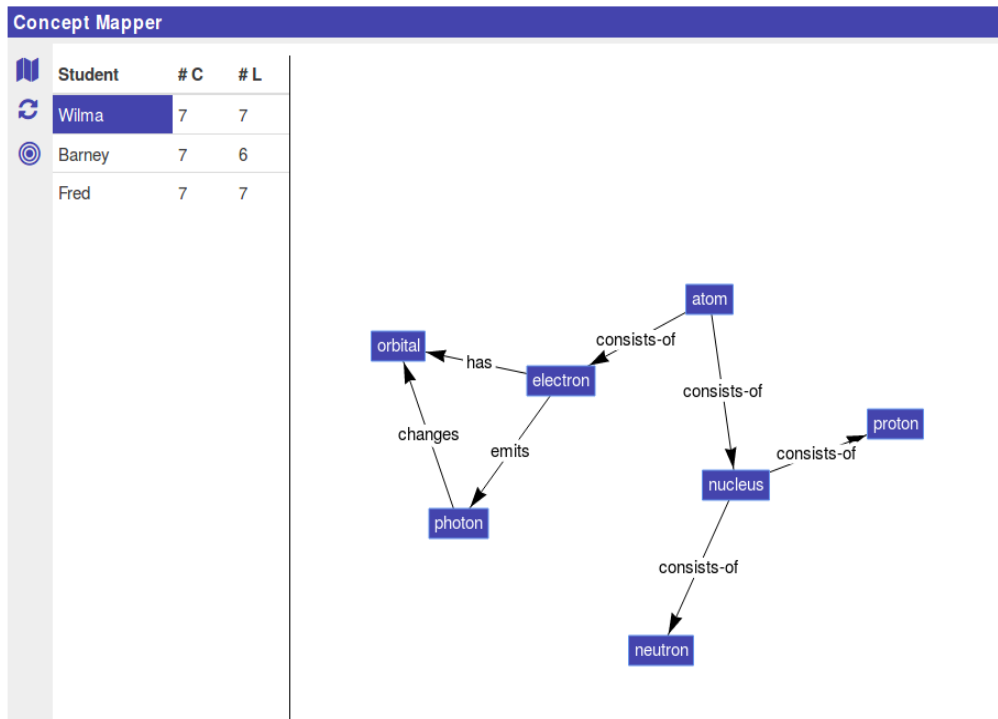 Concept Mapper
Student # C # L
Wilma 7 7
Barney 7 6
Fred 7 7
atom
consists-of
orbital
has
electron
consists-of
proton
changes
emits
consists-of
nucleus
photon
consists-of
neutron